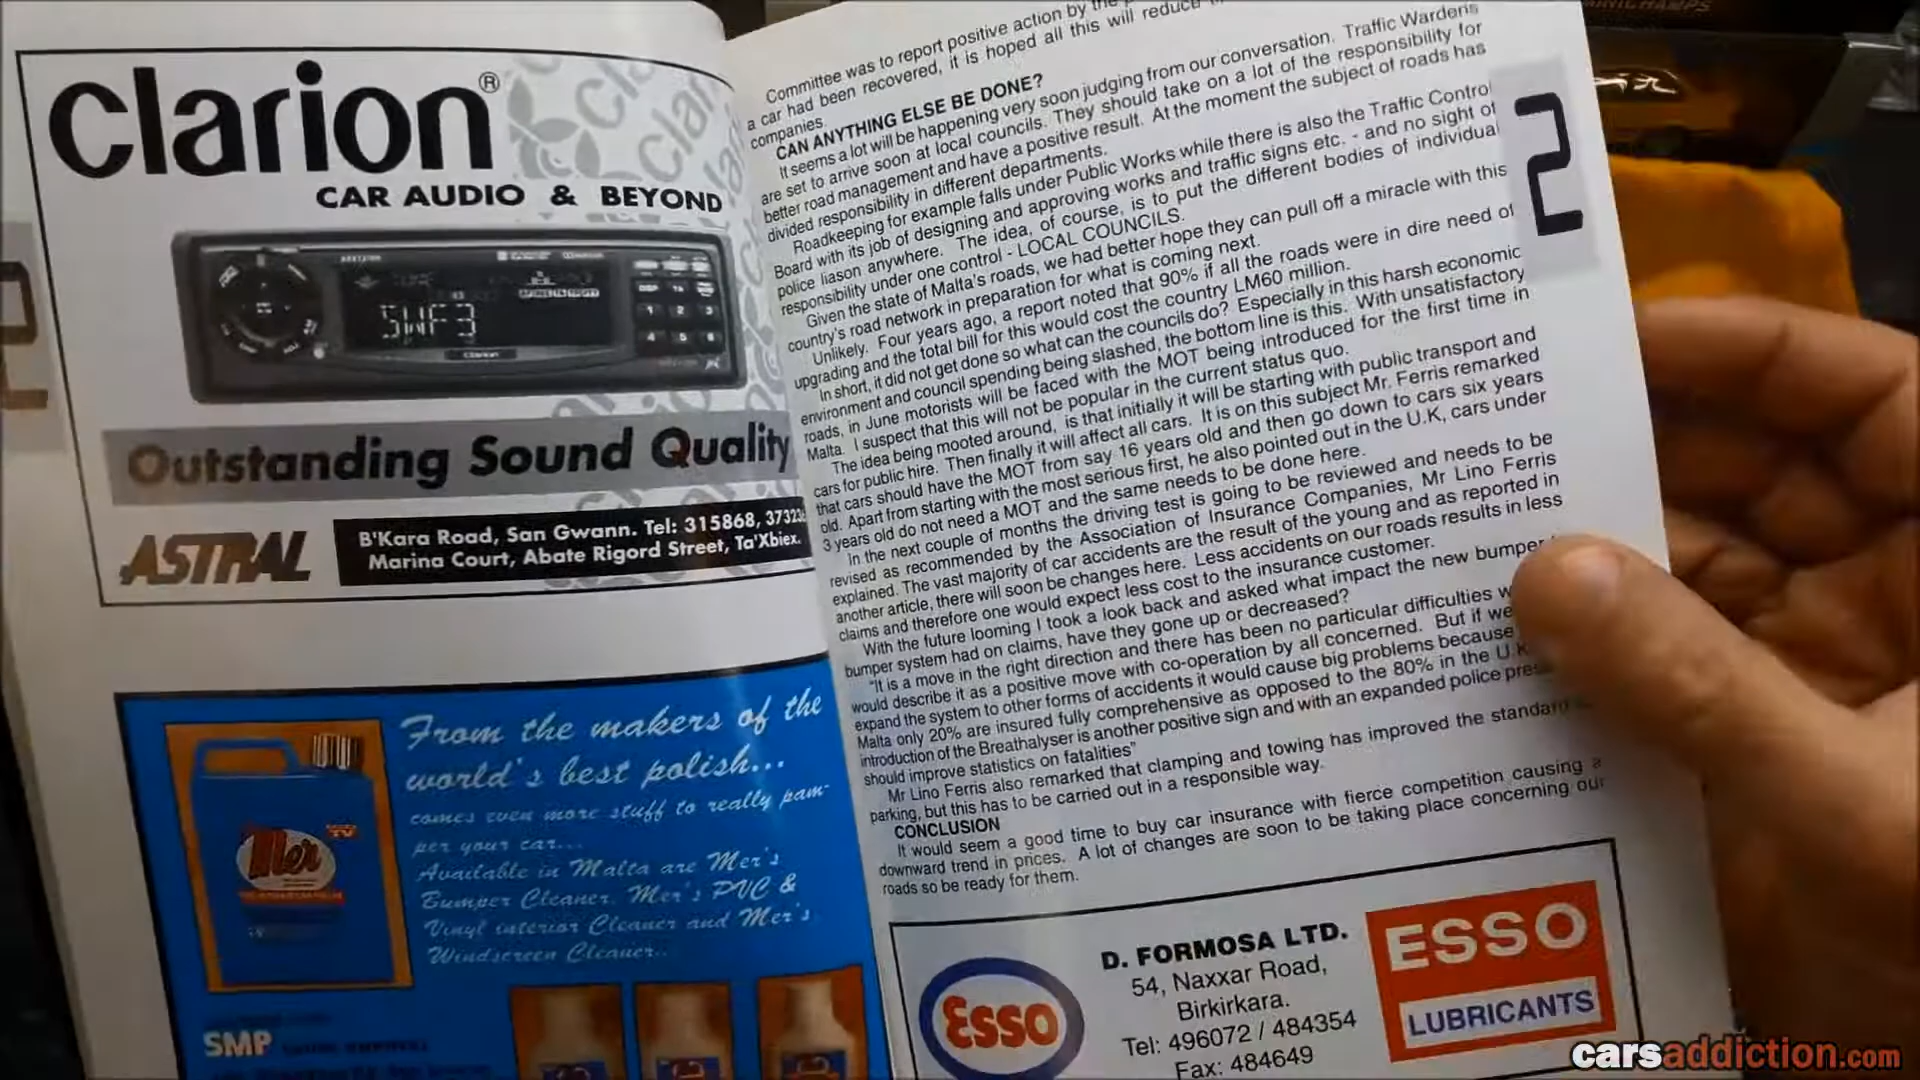 Clarion®
CAR AUDIO & BEYOND
SWF3
Clarion
Outstanding Sound Quality
ASTRAL
B'Kara Road, San Gwann. Tel: 315868,
Marina Court, Abate Rigord Street, Ta'Xbiex.
From the makers of the
world's best polish...
comes even more stuff to really pam-
per your car...
Available in Malta are Mer's
Bumper Cleaner, Mer's PVC &
Vinyl interior Cleaner and Mer's
Windscreen Cleaner..
Mer
TV
SMP
Committee was to report positive action by the
a car had been recovered, it is hoped all this will reduce
companies.
CAN ANYTHING ELSE BE DONE?
It seems a lot will be happening very soon judging from our conversation. Traffic Wardens
are set to arrive soon at local councils. They should take on a lot of the responsibility for
better road management and have a positive result. At the moment the subject of roads has
divided responsibility in different departments.
Roadkeeping for example falls under Public Works while there is also the Traffic Control
Board with its job of designing and approving works and traffic signs etc. - and no sight of
police liason anywhere. The idea, of course, is to put the different bodies of individual
responsibility under one control - LOCAL COUNCILS.
Given the state of Malta's roads, we had better hope they can pull off a miracle with this
country's road network in preparation for what is coming next.
Unlikely. Four years ago, a report noted that 90% if all the roads were in dire need of
upgrading and the total bill for this would cost the country LM60 million.
In short, it did not get done so what can the councils do? Especially in this harsh economic
environment and council spending being slashed, the bottom line is this. With unsatisfactory
roads, in June motorists will be faced with the MOT being introduced for the first time in
Malta. I suspect that this will not be popular in the current status quo.
The idea being mooted around, is that initially it will be starting with public transport and
cars for public hire. Then finally it will affect all cars. It is on this subject Mr. Ferris remarked
that cars should have the MOT from say 16 years old and then go down to cars six years
old. Apart from starting with the most serious first, he also pointed out in the U.K, cars under
3 years old do not need a MOT and the same needs to be done here.
In the next couple of months the driving test is going to be reviewed and needs to be
revised as recommended by the Association of Insurance Companies, Mr Lino Ferris
explained. The vast majority of car accidents are the result of the young and as reported in
another article, there will soon be changes here. Less accidents on our roads results in less
claims and therefore one would expect less cost to the insurance customer.
With the future looming I took a look back and asked what impact the new bumper
bumper system had on claims, have they gone up or decreased?
"It is a move in the right direction and there has been no particular difficulties
would describe it as a positive move with co-operation by all concerned. But if we
expand the system to other forms of accidents it would cause big problems because
Malta only 20% are insured fully comprehensive as opposed to the 80% in the U.K
introduction of the Breathalyser is another positive sign and with an expanded police
should improve statistics on fatalities"
Mr Lino Ferris also remarked that clamping and towing has improved the standard
parking, but this has to be carried out in a responsible way.
CONCLUSION
It would seem a good time to buy car insurance with fierce competition causing a
downward trend in prices. A lot of changes are soon to be taking place concerning our
roads so be ready for them.
2
Esso
D. FORMOSA LTD.
54, Naxxar Road,
Birkirkara.
Tel: 496072 / 484354
Fax: 484649
ESSO
LUBRICANTS
carsaddiction.com